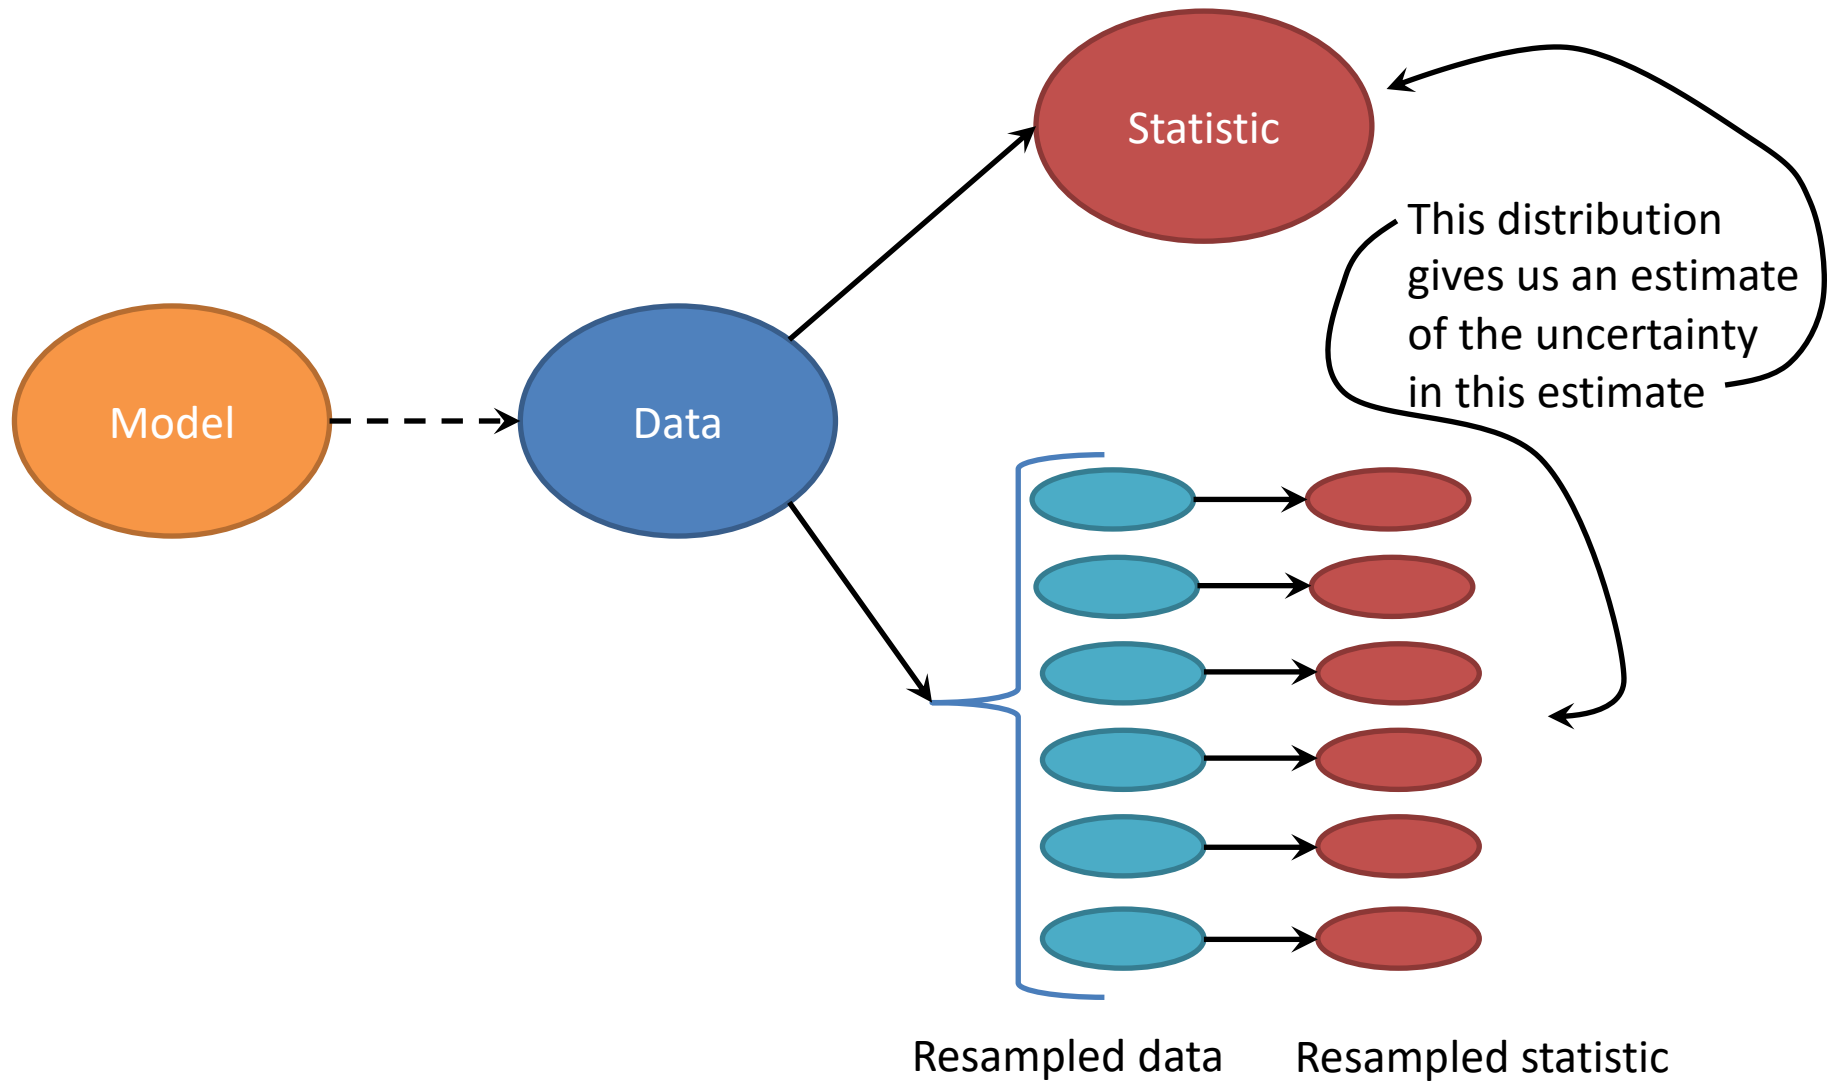 Statistic
This distribution
gives us an estimate
of the uncertainty
in this estimate
Model
Data
Resampled data
Resampled statistic